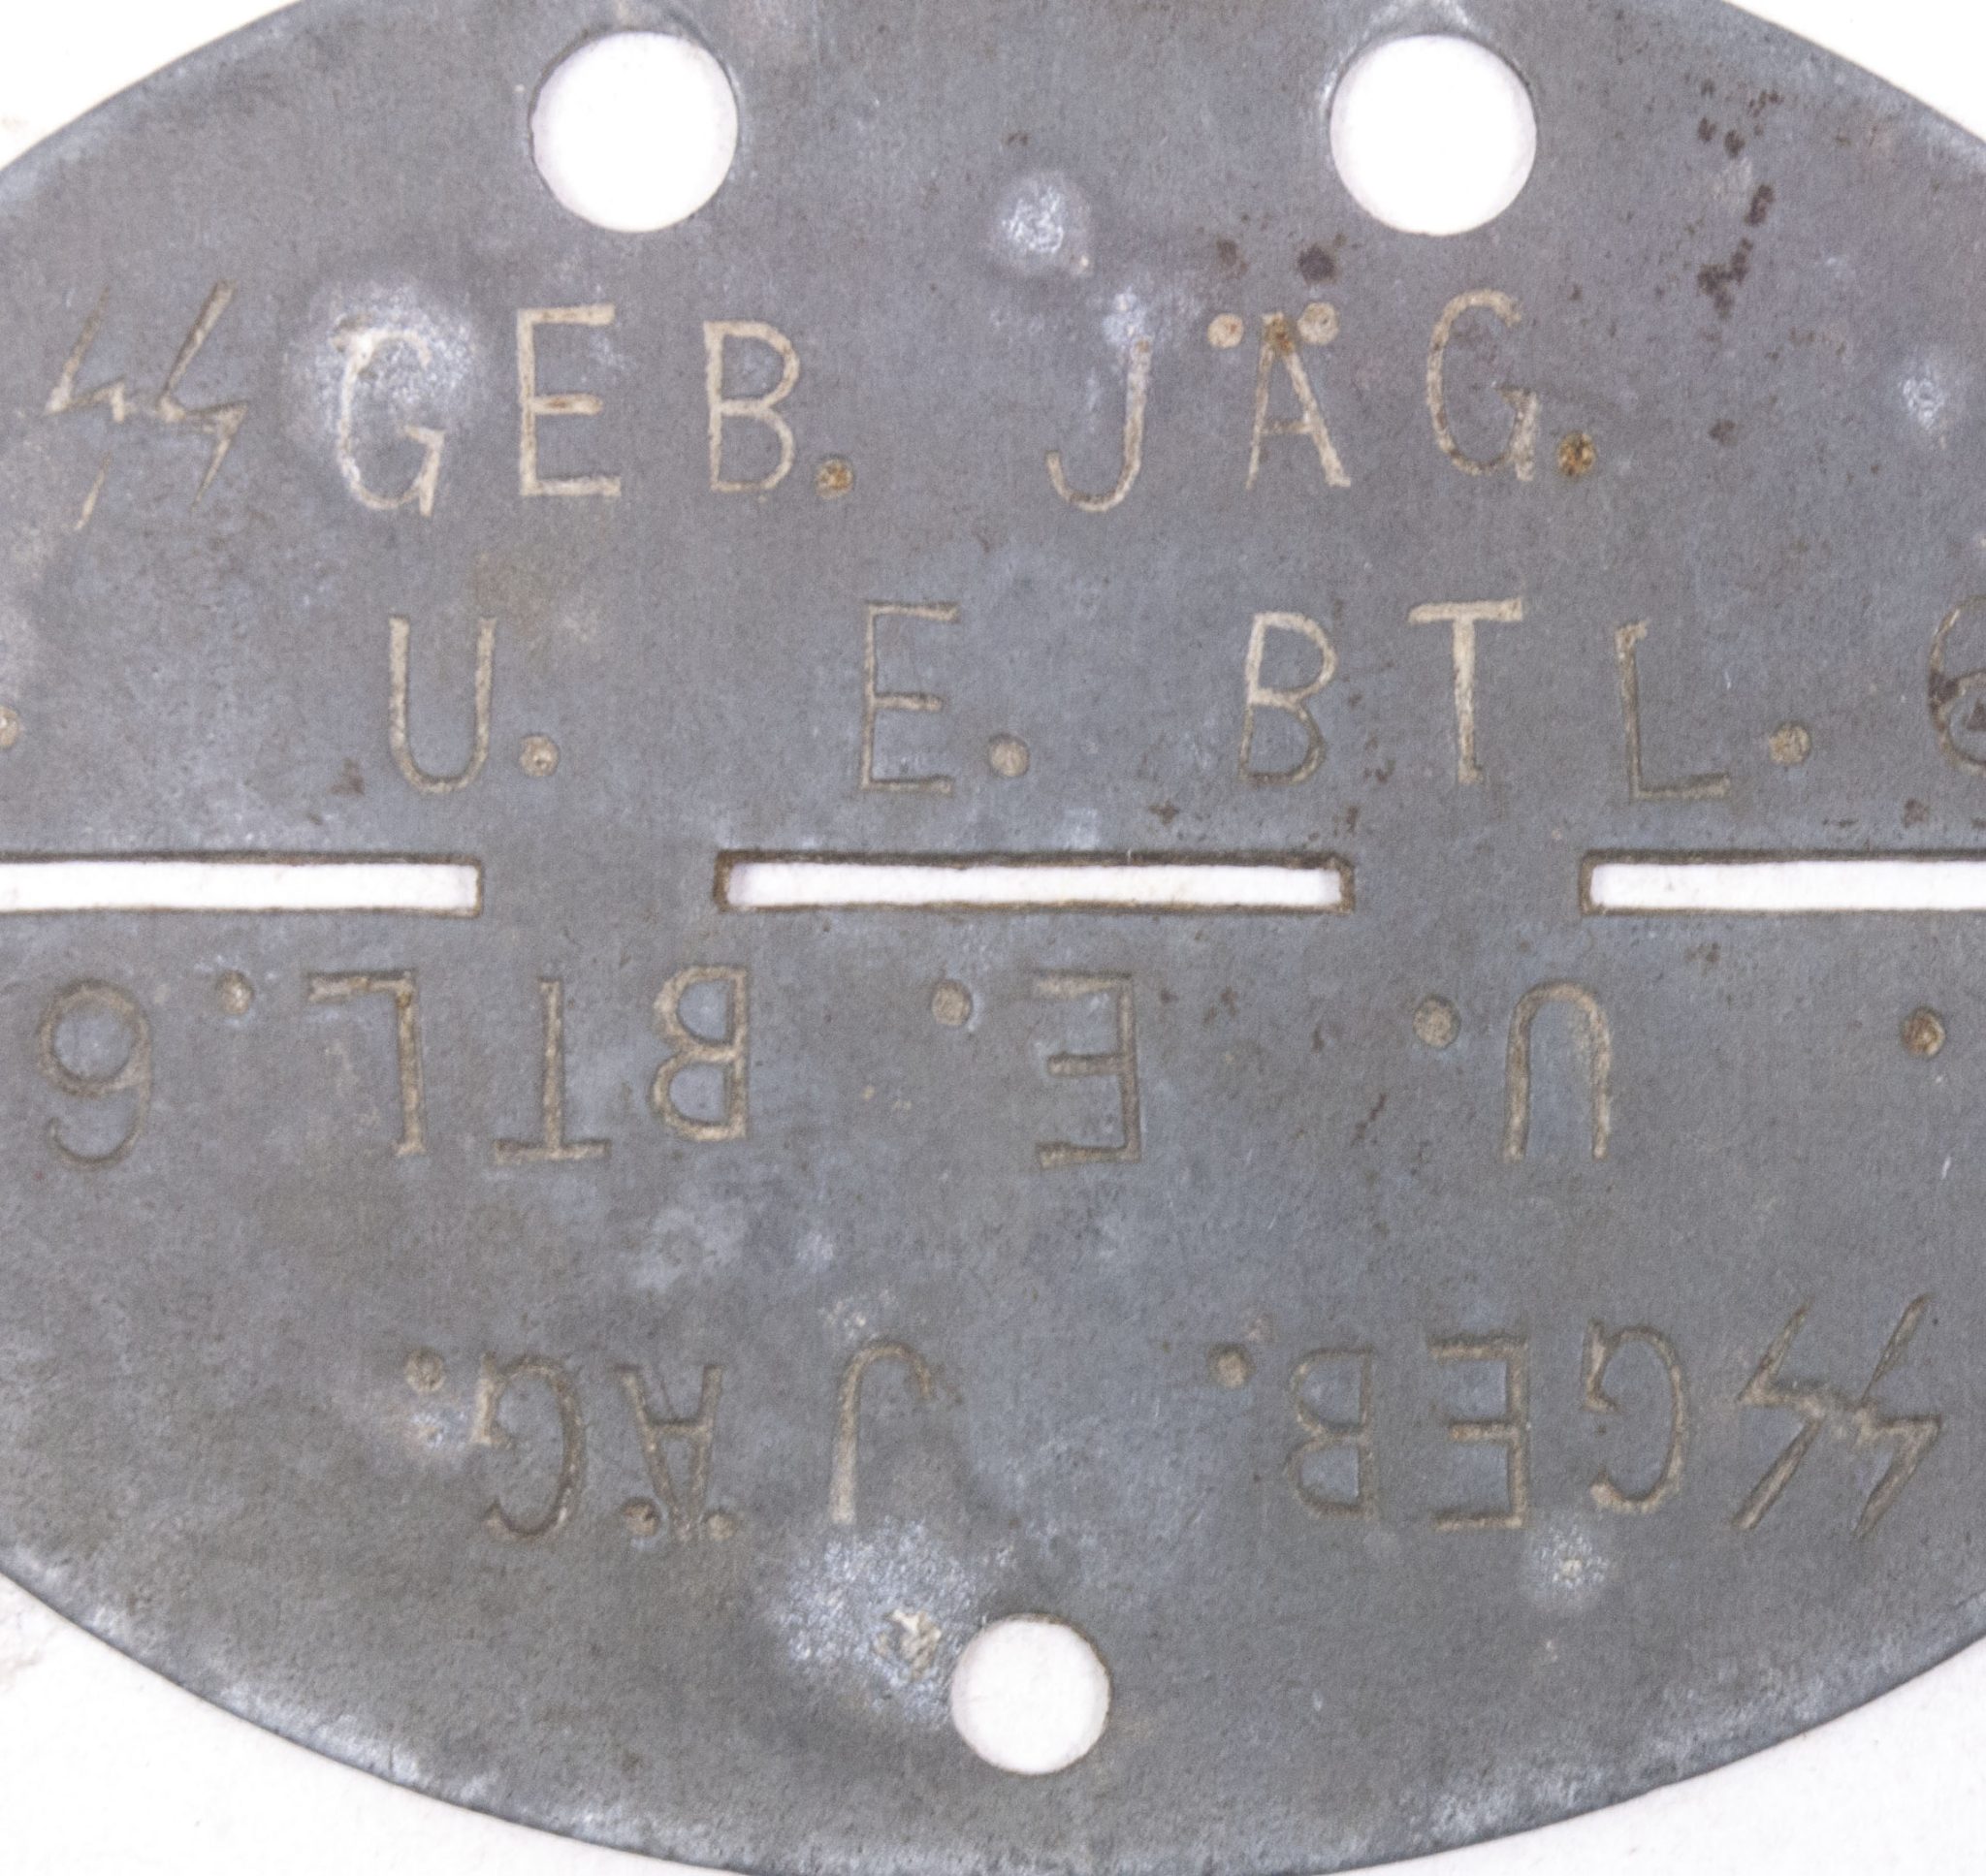 ᛋᛋ GEB. JÄG.
. U. E. BTL. 6
. U. E. BTL. 6
ᛋᛋ GEB. JÄG.